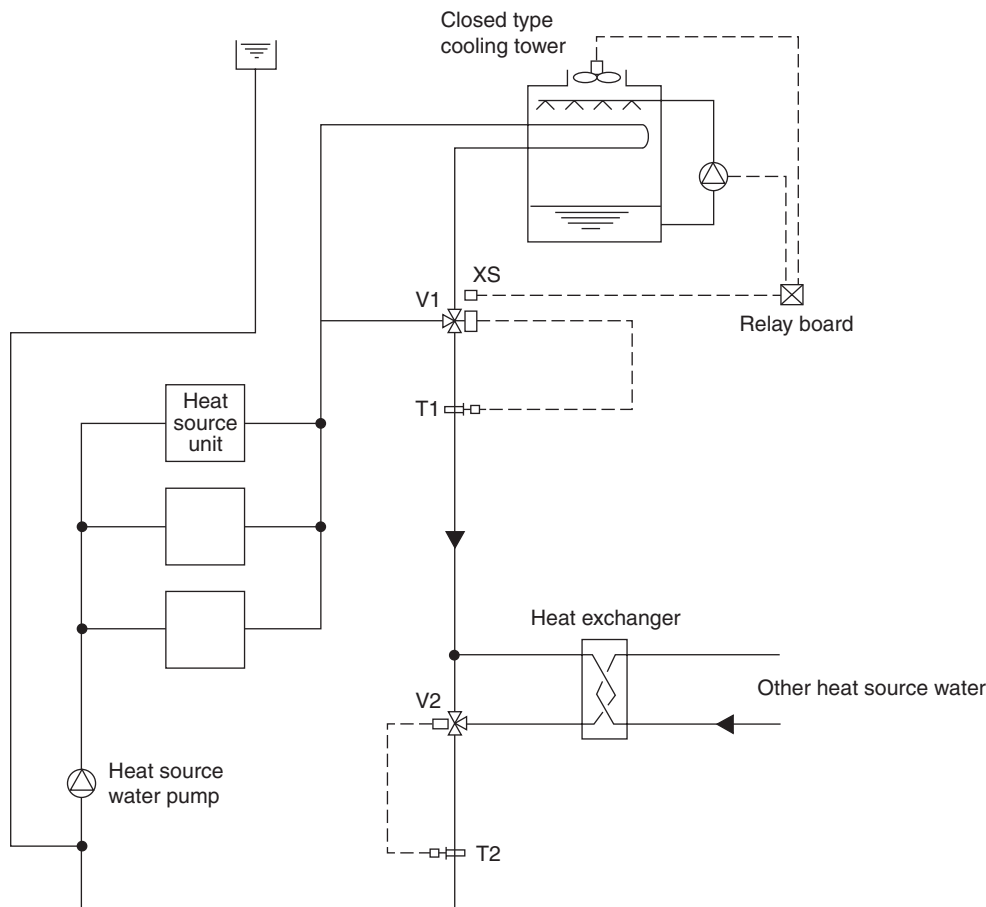 Closed type
cooling tower
XS
V1
Relay board
T1
Heat
source
unit
Heat exchanger
Other heat source water
V2
Heat source
water pump
T2